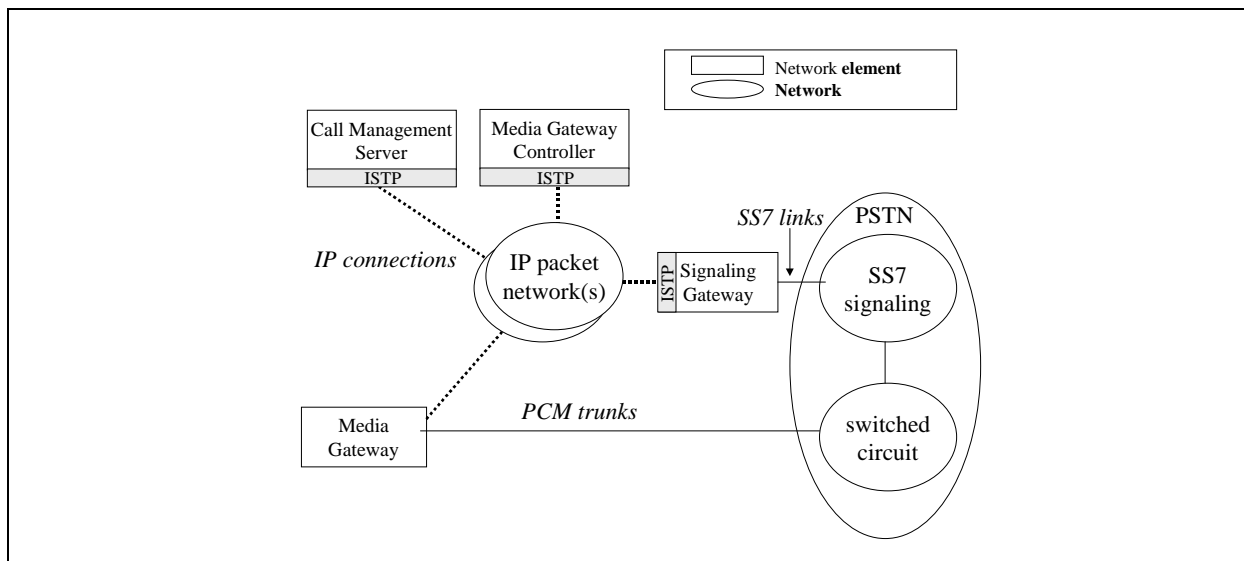 Network element
Network
Call Management
Server
ISTP
Media Gateway
Controller
ISTP
SS7 links
PSTN
IP connections
IP packet
network(s)
ISTP
Signaling
Gateway
SS7
signaling
PCM trunks
Media
Gateway
switched
circuit